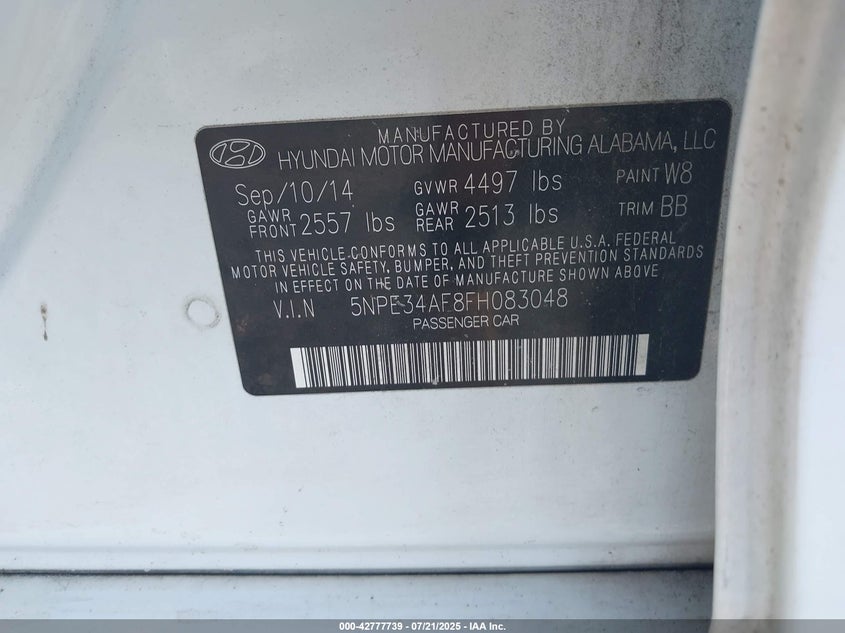 MANUFACTURED BY
HYUNDAI MOTOR MANUFACTURING ALABAMA, LLC
Sep/10/14 GVWR 4497 lbs PAINT W8
GAWR FRONT 2557 lbs GAWR REAR 2513 lbs TRIM BB
THIS VEHICLE CONFORMS TO ALL APPLICABLE U.S.A. FEDERAL
MOTOR VEHICLE SAFETY, BUMPER, AND THEFT PREVENTION STANDARDS
IN EFFECT ON THE DATE OF MANUFACTURE SHOWN ABOVE
V.I.N 5NPE34AF8FH083048
PASSENGER CAR
000-42777739 - 07/21/2025 - IAA Inc.